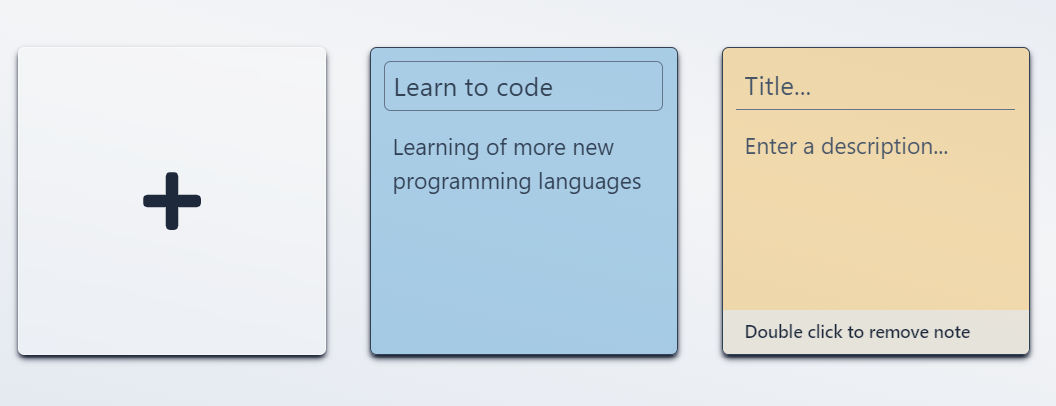 Learn to code
Learning of more new
programming languages
Title...
Enter a description...
Double click to remove note